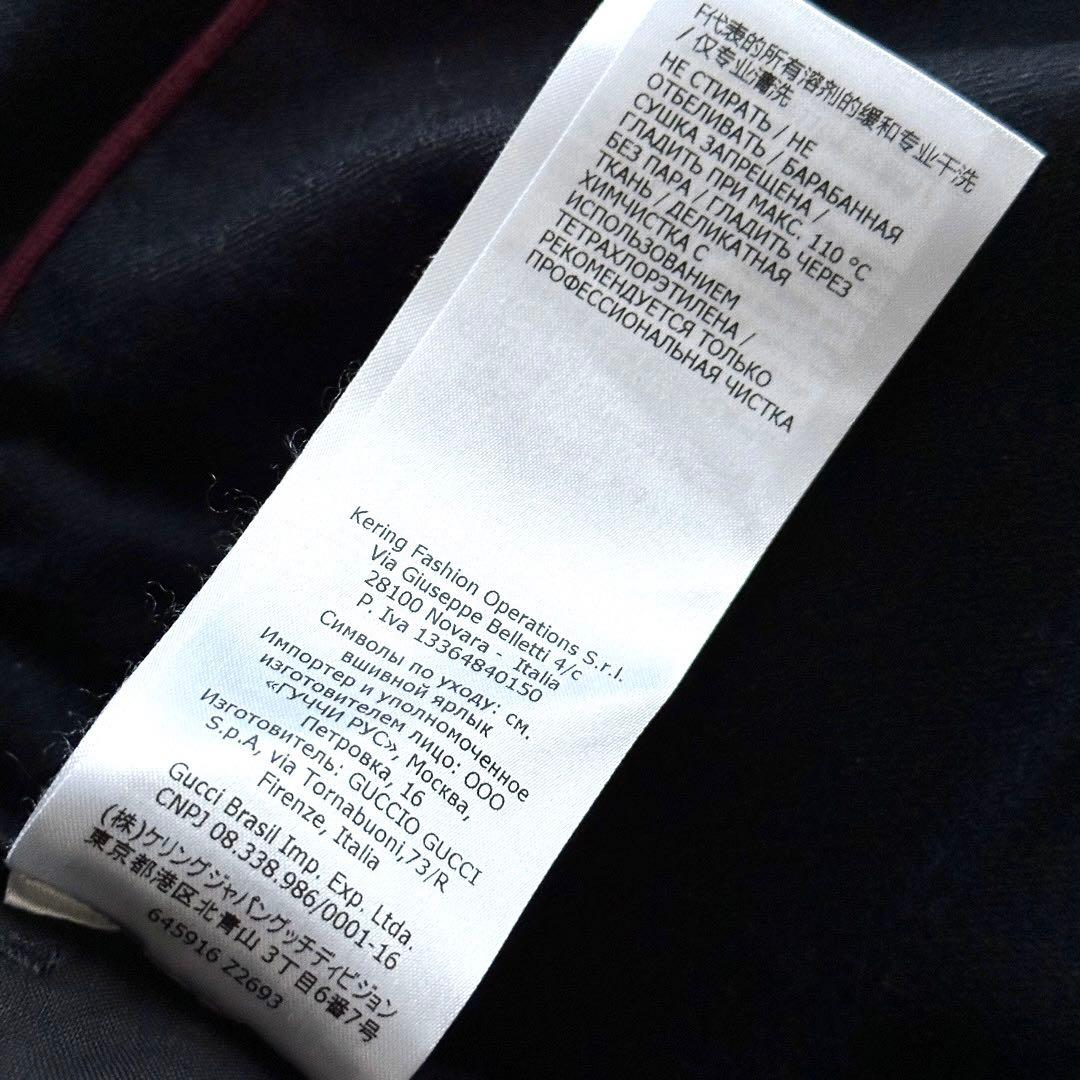 F代表的所有溶剂的缓和专业干洗
/ 仅专业湿洗
НЕ СТИРАТЬ / НЕ
ОТБЕЛИВАТЬ / БАРАБАННАЯ
СУШКА ЗАПРЕЩЕНА /
ГЛАДИТЬ ПРИ МАКС. 110 °C
БЕЗ ПАРА / ГЛАДИТЬ ЧЕРЕЗ
ТКАНЬ / ДЕЛИКАТНАЯ
ХИМЧИСТКА С
ИСПОЛЬЗОВАНИЕМ
ТЕТРАХЛОРЭТИЛЕНА /
РЕКОМЕНДУЕТСЯ ТОЛЬКО
ПРОФЕССИОНАЛЬНАЯ ЧИСТКА
Kering Fashion Operations S.r.l.
Via Giuseppe Belletti 4/c
28100 Novara - Italia
P. Iva 13364840150
Символы по уходу: см.
вшивной ярлык
Импортер и уполномоченное
изготовителем лицо: ООО
«ГУЧЧИ РУС», Москва,
Петровка, 16
Изготовитель: GUCCIO GUCCI
S.p.A, via Tornabuoni,73/R
Firenze, Italia
Gucci Brasil Imp. Exp. Ltda.
CNPJ 08.338.986/0001-16
(株)ケリングジャパングッチディビジョン
東京都港区北青山 3丁目6番7号
645916 Z2693